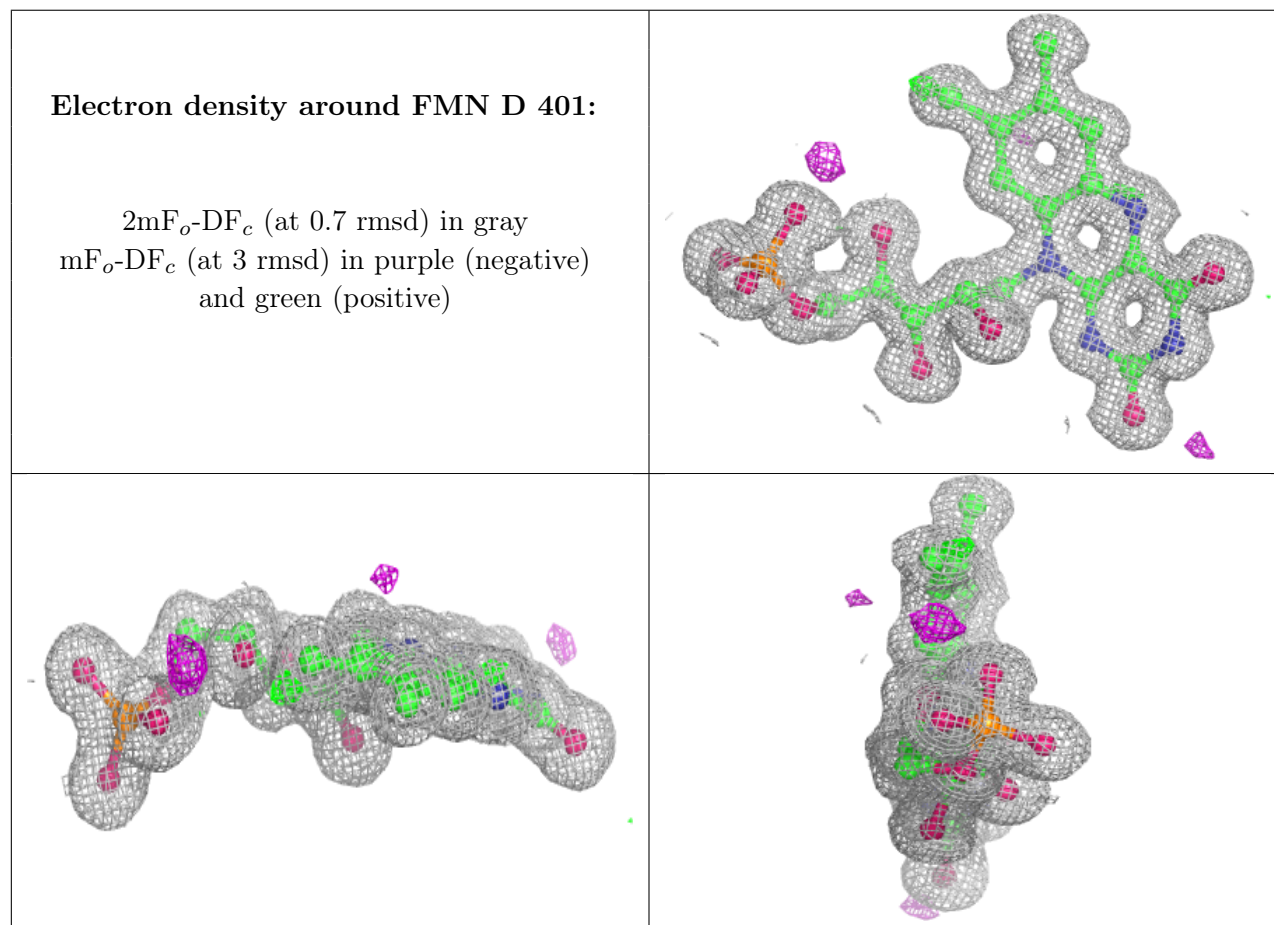 Electron density around FMN D 401:
2mFo-DFc (at 0.7 rmsd) in gray
mFo-DFc (at 3 rmsd) in purple (negative)
and green (positive)